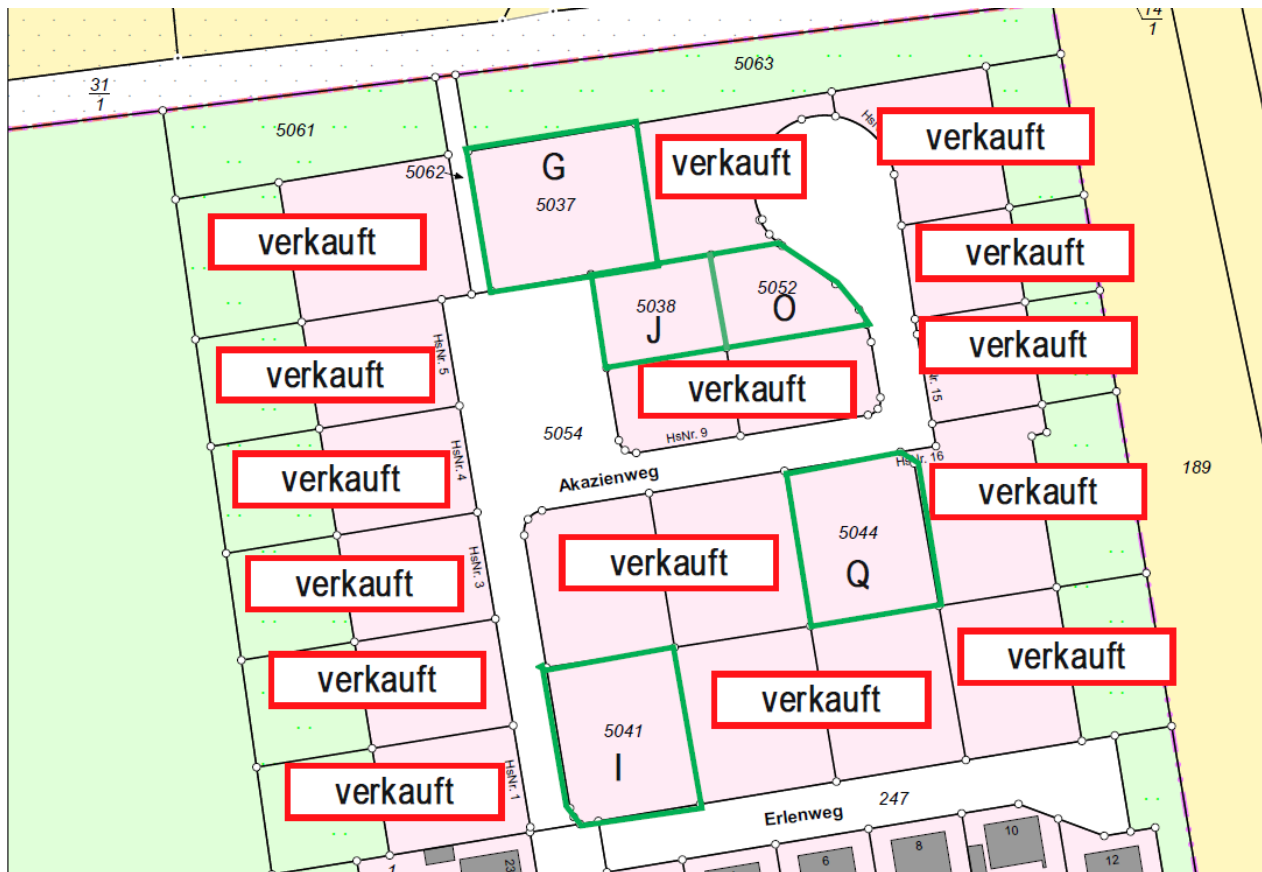 14
1
5063
31
1
5061
verkauft
G
verkauft
5062
5037
verkauft
verkauft
5052
5038
O
J
HsNr. 5
verkauft
verkauft
verkauft
HsNr. 9
5054
HsNr. 4
HsNr. 16
189
Akazienweg
verkauft
verkauft
5044
verkauft
Q
HsNr. 3
verkauft
verkauft
verkauft
verkauft
5041
I
HsNr. 1
verkauft
247
Erlenweg
10
8
6
12
23